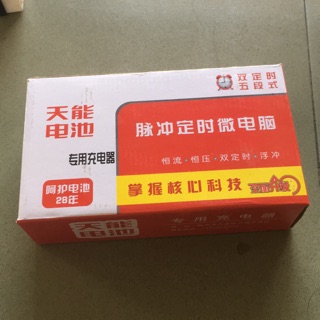 双定时
五段式
天能
电池
专用充电器
呵护电池
28年
脉冲定时微电脑
恒流·恒压·双定时·浮冲
掌握核心科技
专用充电器
天能
电池